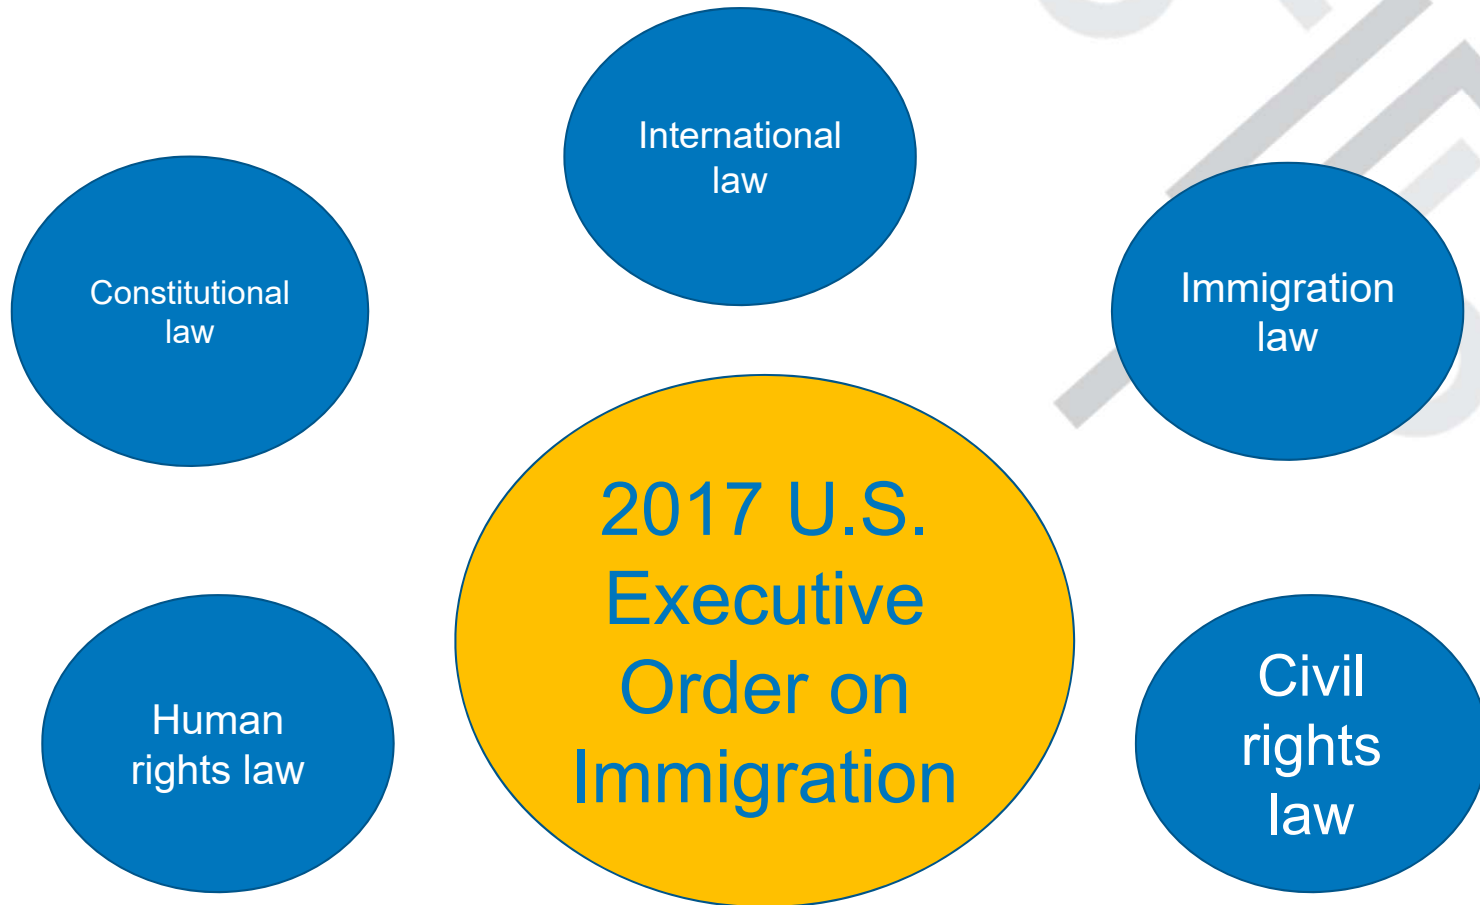 International
law
Constitutional
law
Immigration
law
2017 U.S.
Executive
Order on
Immigration
Human
rights law
Civil
rights
law